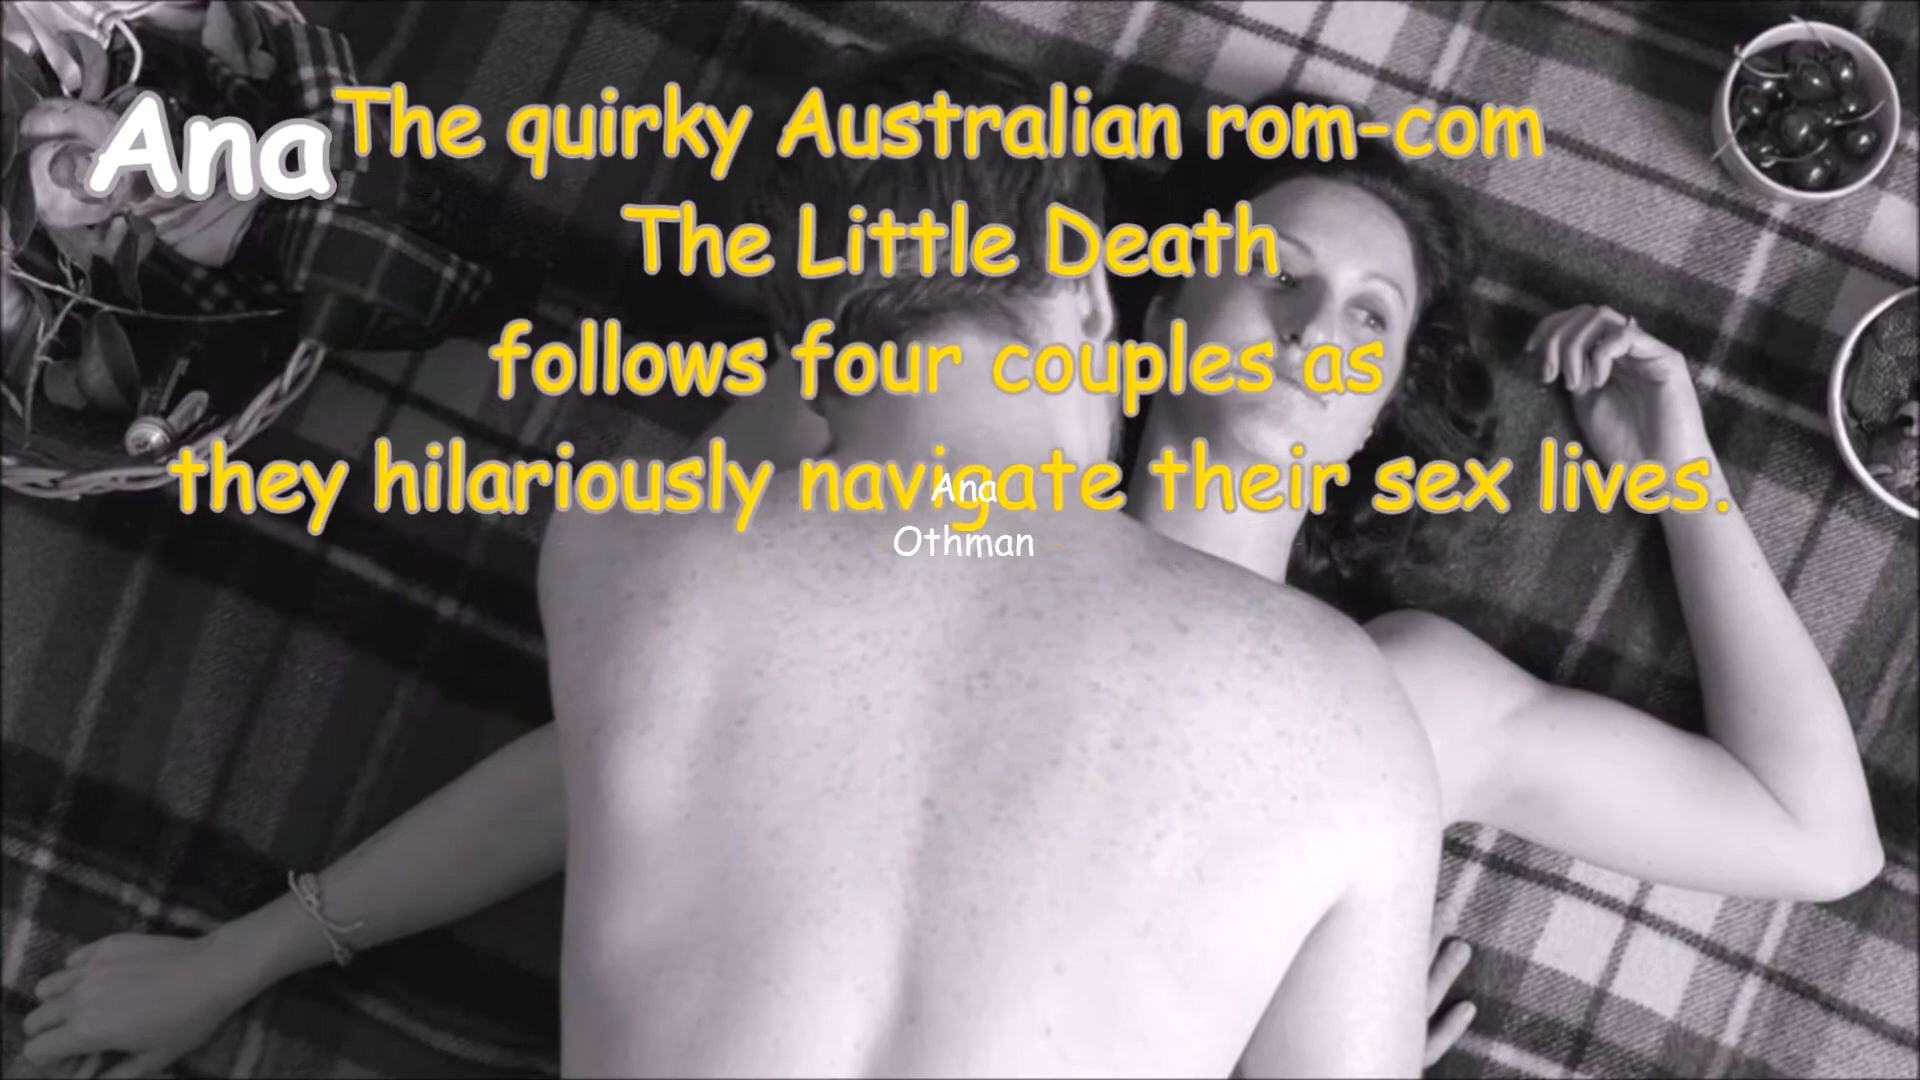 Ana
The quirky Australian rom-com
The Little Death
follows four couples as
they hilariously navigate their sex lives.
Ana
Othman